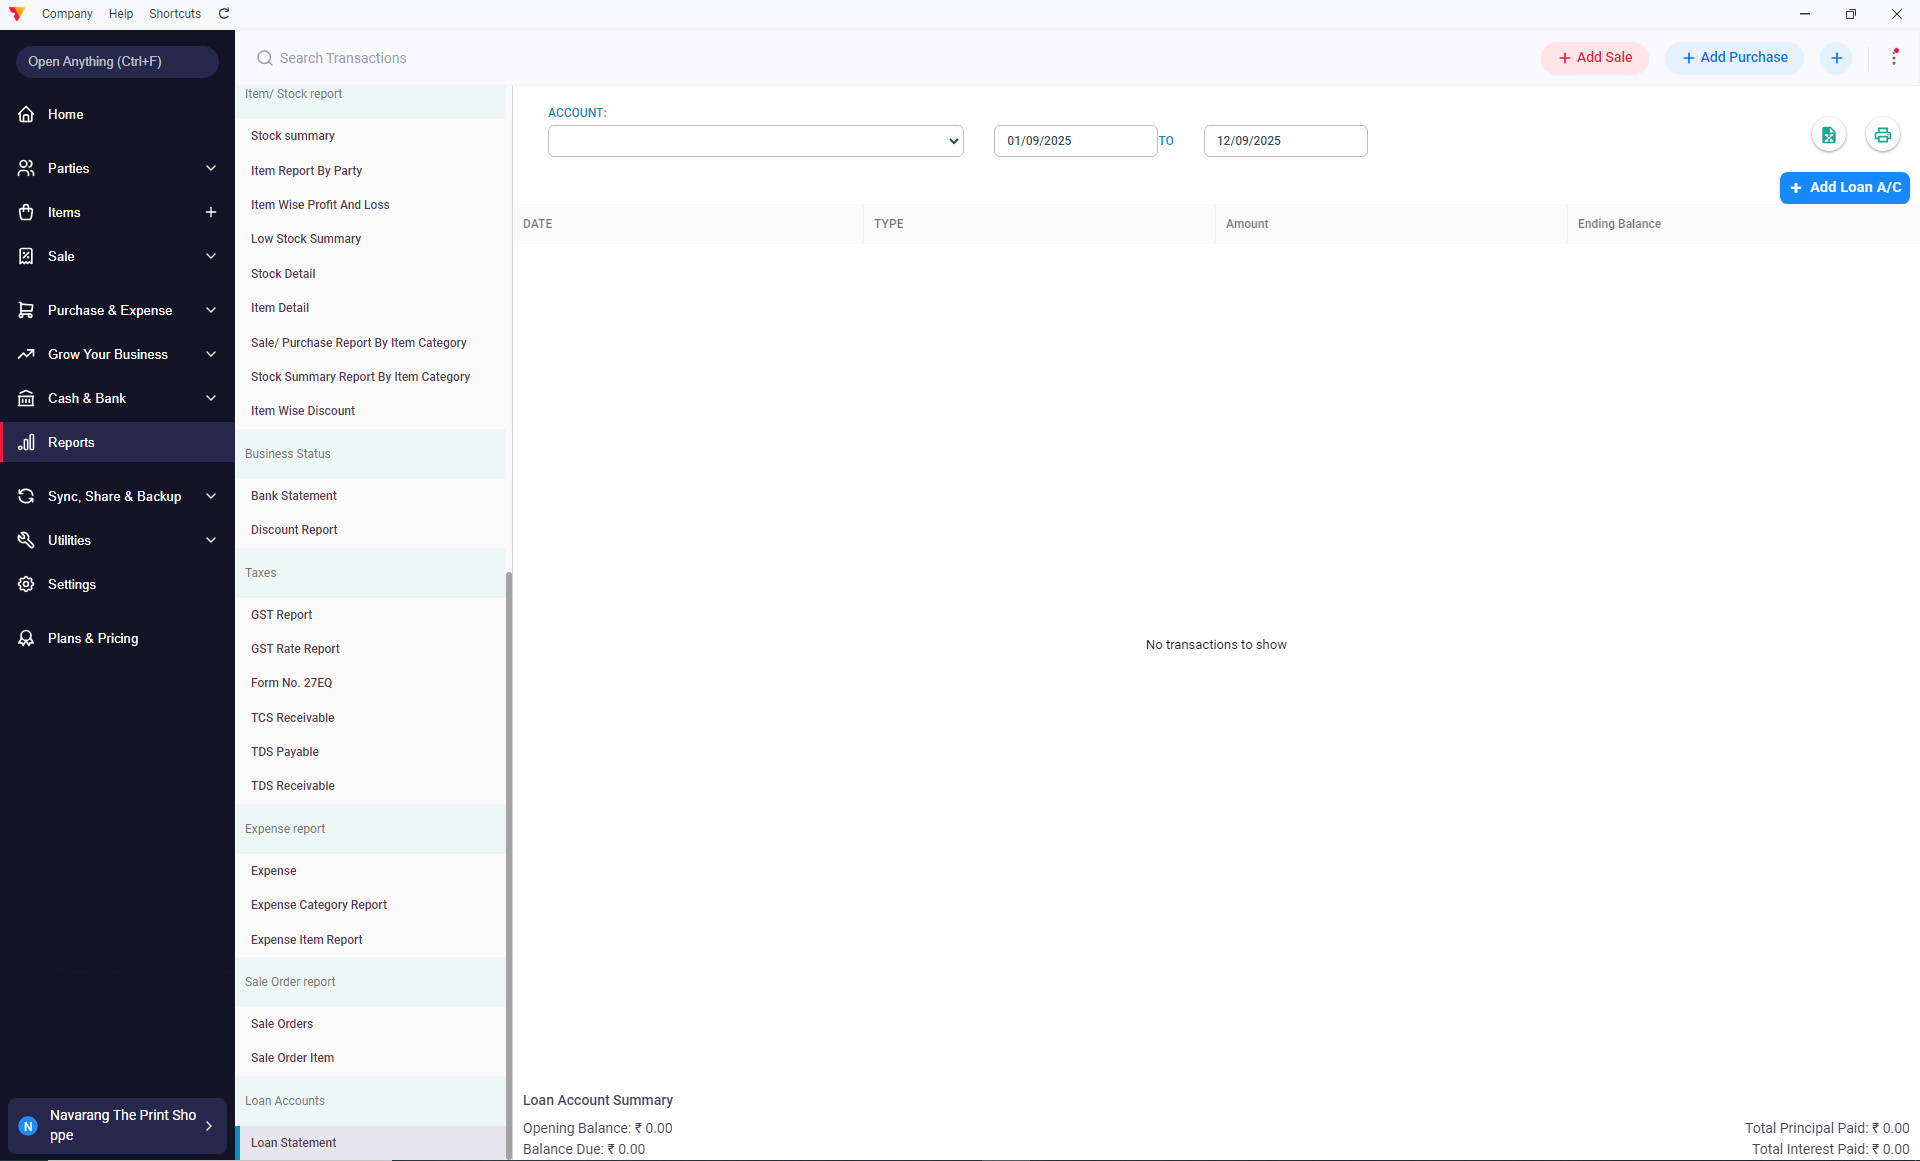 Company Help Shortcuts
Open Anything (Ctrl+F)
Search Transactions
Add Sale
Add Purchase
Home
Parties
Items
Sale
Purchase & Expense
Grow Your Business
Cash & Bank
Reports
Sync, Share & Backup
Utilities
Settings
Plans & Pricing
N
Navarang The Print Sho
ppe
Item/ Stock report
Stock summary
Item Report By Party
Item Wise Profit And Loss
Low Stock Summary
Stock Detail
Item Detail
Sale/ Purchase Report By Item Category
Stock Summary Report By Item Category
Item Wise Discount
Business Status
Bank Statement
Discount Report
Taxes
GST Report
GST Rate Report
Form No. 27EQ
TCS Receivable
TDS Payable
TDS Receivable
Expense report
Expense
Expense Category Report
Expense Item Report
Sale Order report
Sale Orders
Sale Order Item
Loan Accounts
Loan Statement
ACCOUNT:
01/09/2025 TO 12/09/2025
Add Loan A/C
DATE TYPE Amount Ending Balance
No transactions to show
Loan Account Summary
Opening Balance: ₹ 0.00
Balance Due: ₹ 0.00
Total Principal Paid: ₹ 0.00
Total Interest Paid: ₹ 0.00